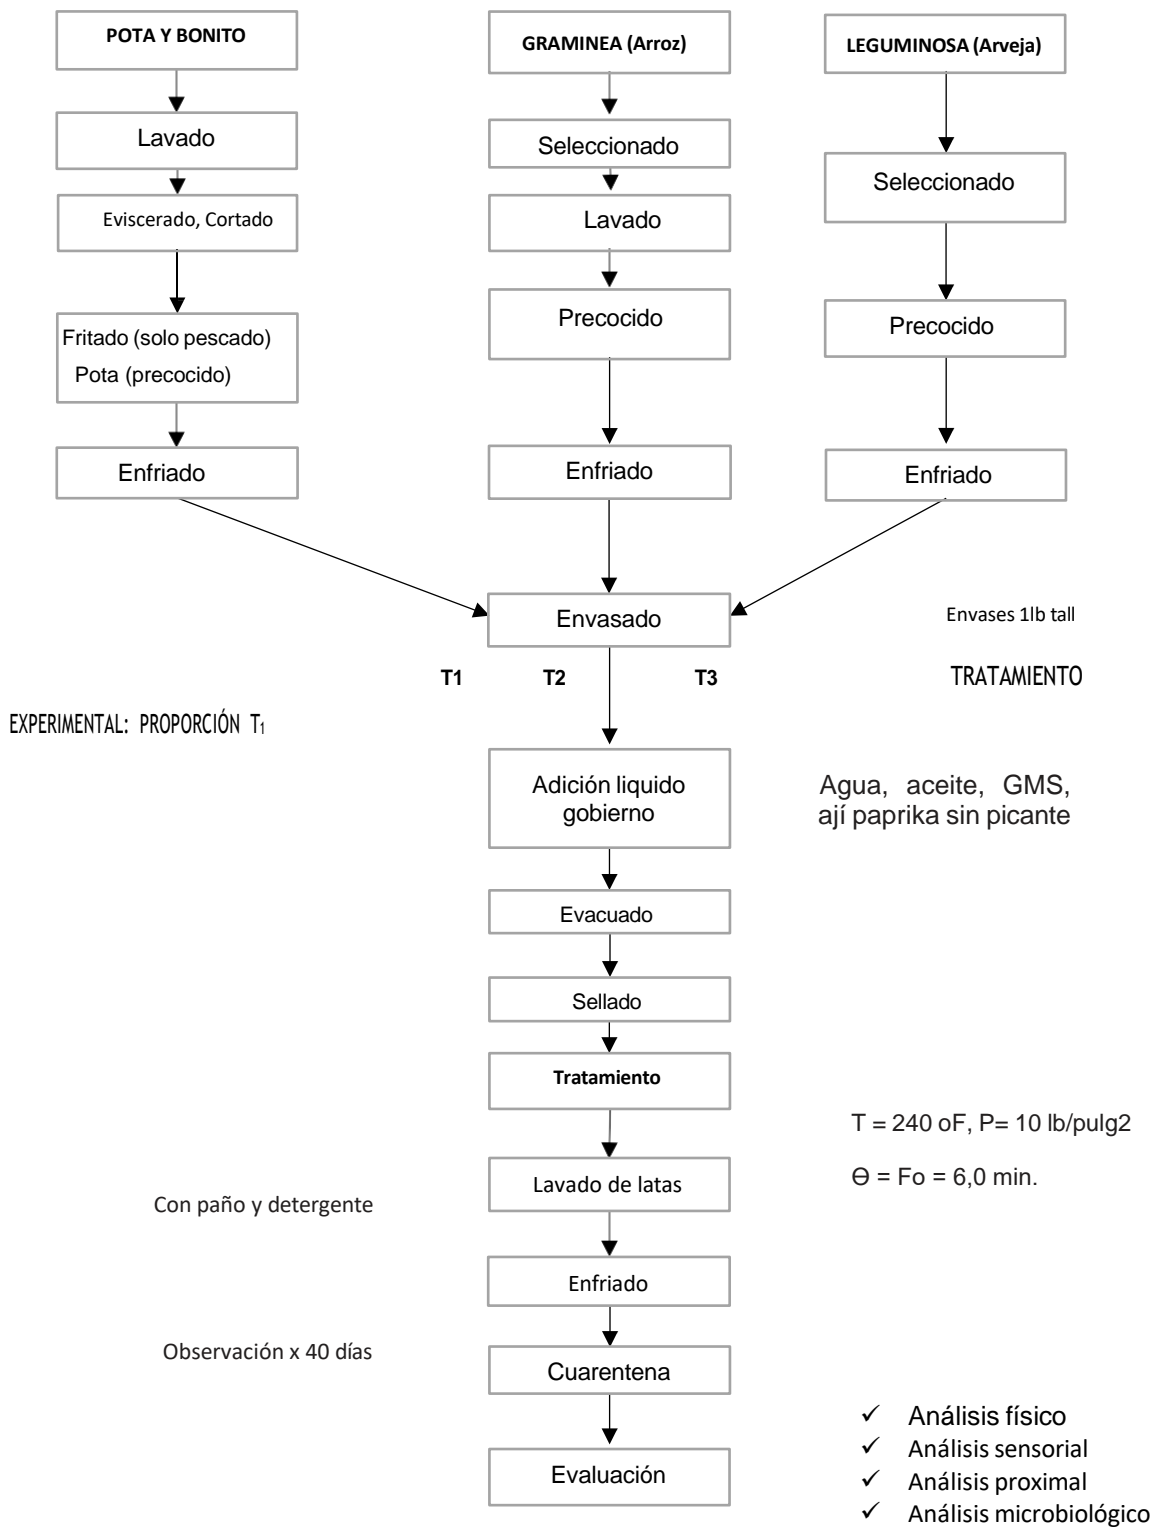 POTA Y BONITO
GRAMINEA (Arroz)
LEGUMINOSA (Arveja)
Lavado
Seleccionado
Seleccionado
Eviscerado, Cortado
Lavado
Fritado (solo pescado)
Pota (precocido)
Precocido
Precocido
Enfriado
Enfriado
Enfriado
Envasado
Envases 1lb tall
T1 T2 T3
TRATAMIENTO
EXPERIMENTAL: PROPORCIÓN T₁
Adición liquido
gobierno
Agua, aceite, GMS,
ají paprika sin picante
Evacuado
Sellado
Tratamiento
T = 240 oF, P= 10 lb/pulg2
Ө = Fo = 6,0 min.
Lavado de latas
Con paño y detergente
Enfriado
Observación x 40 días
Cuarentena
Evaluación
✓ Análisis físico
✓ Análisis sensorial
✓ Análisis proximal
✓ Análisis microbiológico